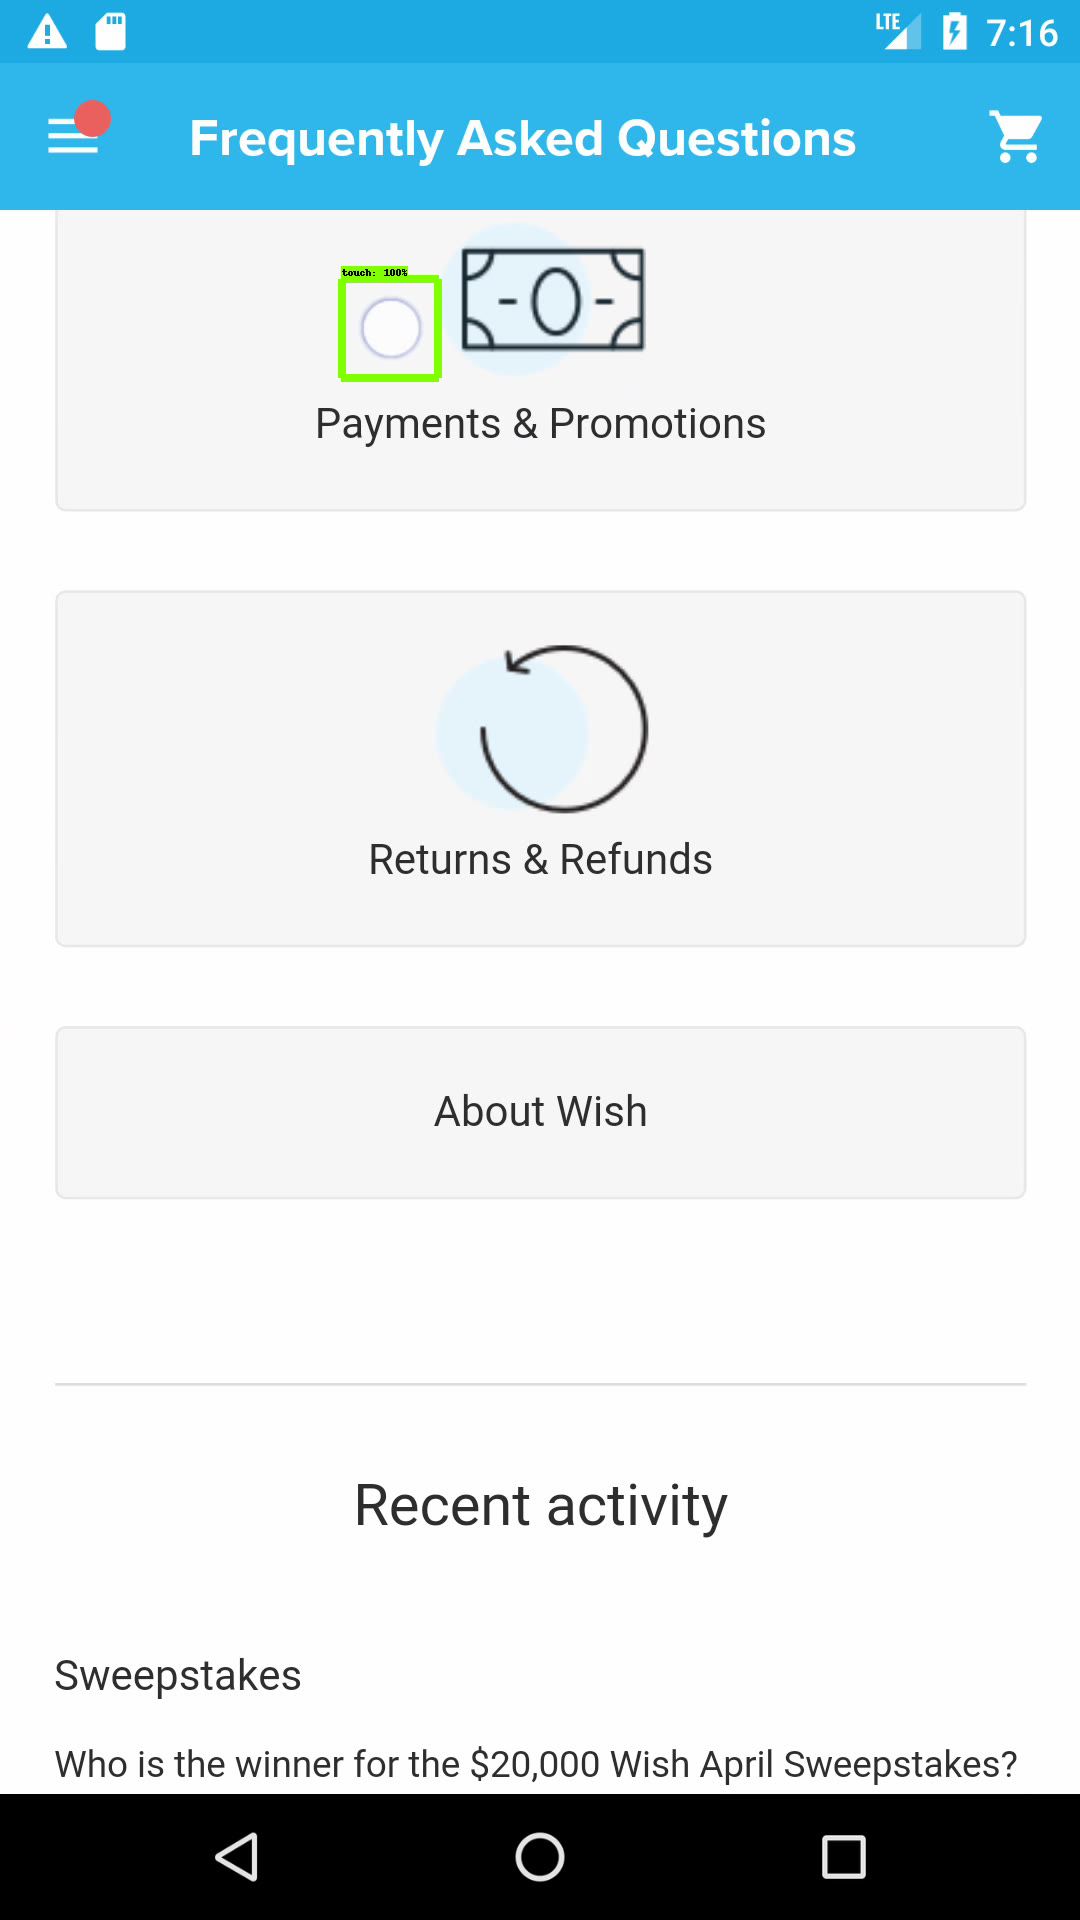 LTE 7:16
Frequently Asked Questions
touch: 100%
Payments & Promotions
Returns & Refunds
About Wish
Recent activity
Sweepstakes
Who is the winner for the $20,000 Wish April Sweepstakes?